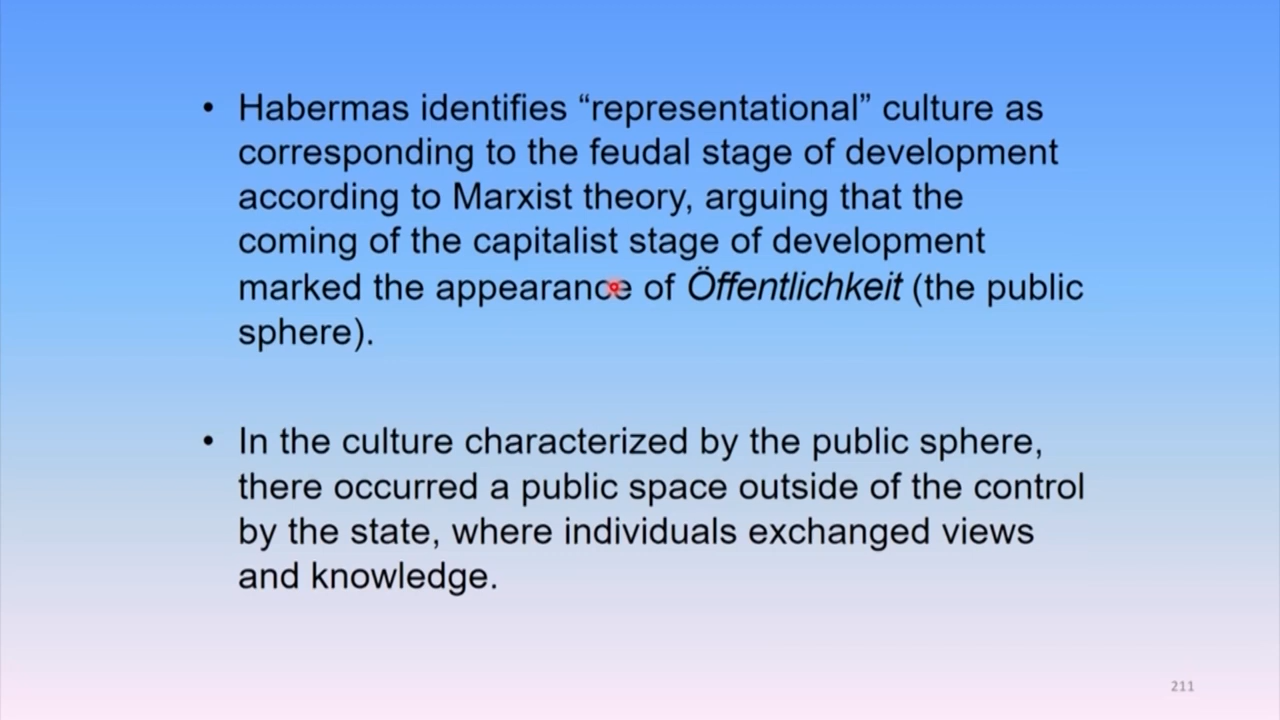 • Habermas identifies “representational” culture as
corresponding to the feudal stage of development
according to Marxist theory, arguing that the
coming of the capitalist stage of development
marked the appearance of Öffentlichkeit (the public
sphere).
• In the culture characterized by the public sphere,
there occurred a public space outside of the control
by the state, where individuals exchanged views
and knowledge.
211